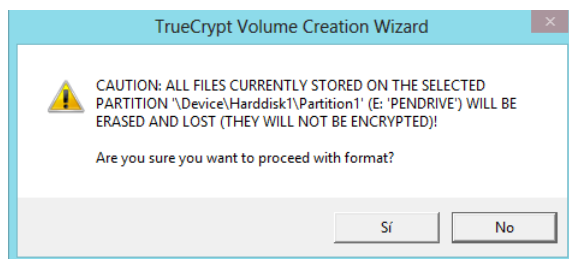 TrueCrypt Volume Creation Wizard
CAUTION: ALL FILES CURRENTLY STORED ON THE SELECTED
PARTITION '\Device\Harddisk1\Partition1' (E: 'PENDRIVE') WILL BE
ERASED AND LOST (THEY WILL NOT BE ENCRYPTED)!
Are you sure you want to proceed with format?
Sí
No